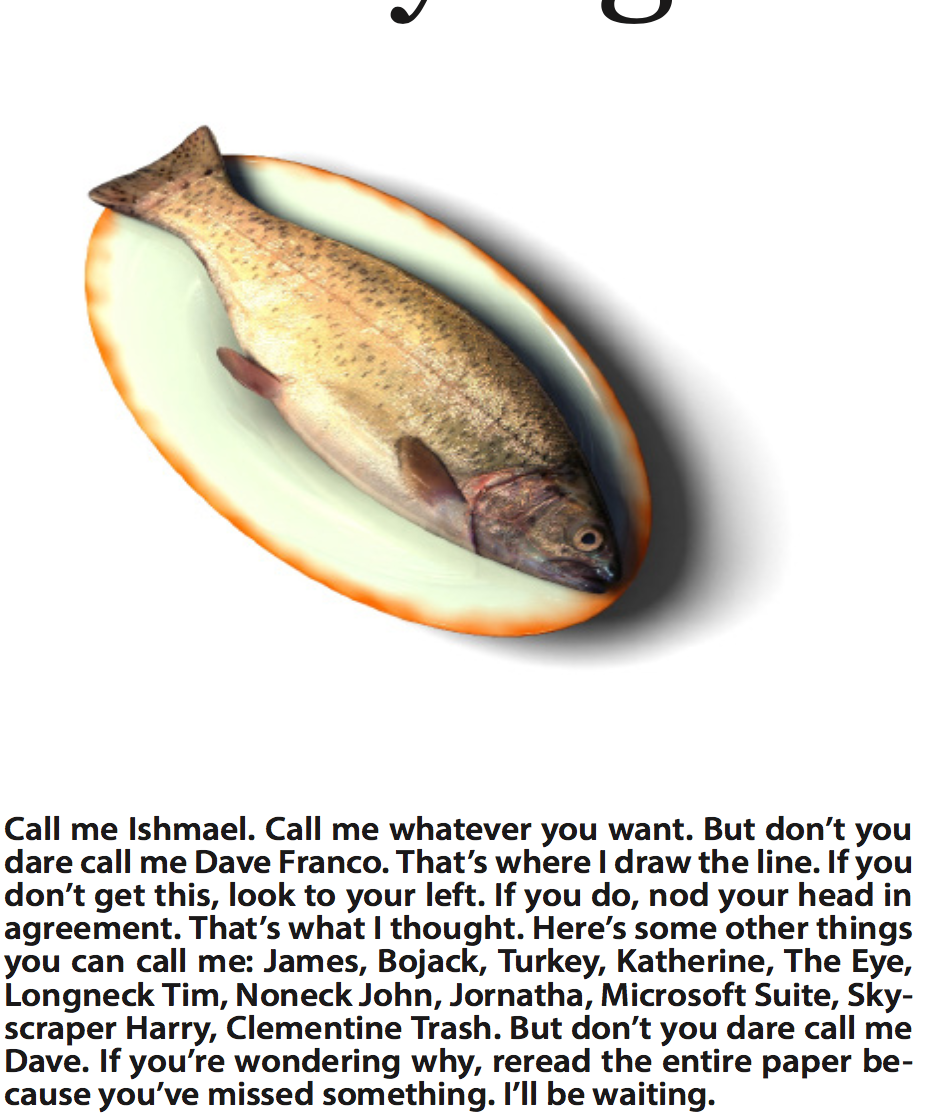 Call me Ishmael. Call me whatever you want. But don’t you
dare call me Dave Franco. That’s where I draw the line. If you
don’t get this, look to your left. If you do, nod your head in
agreement. That’s what I thought. Here’s some other things
you can call me: James, Bojack, Turkey, Katherine, The Eye,
Longneck Tim, Noneck John, Jornatha, Microsoft Suite, Sky-
scraper Harry, Clementine Trash. But don’t you dare call me
Dave. If you’re wondering why, reread the entire paper be-
cause you’ve missed something. I’ll be waiting.